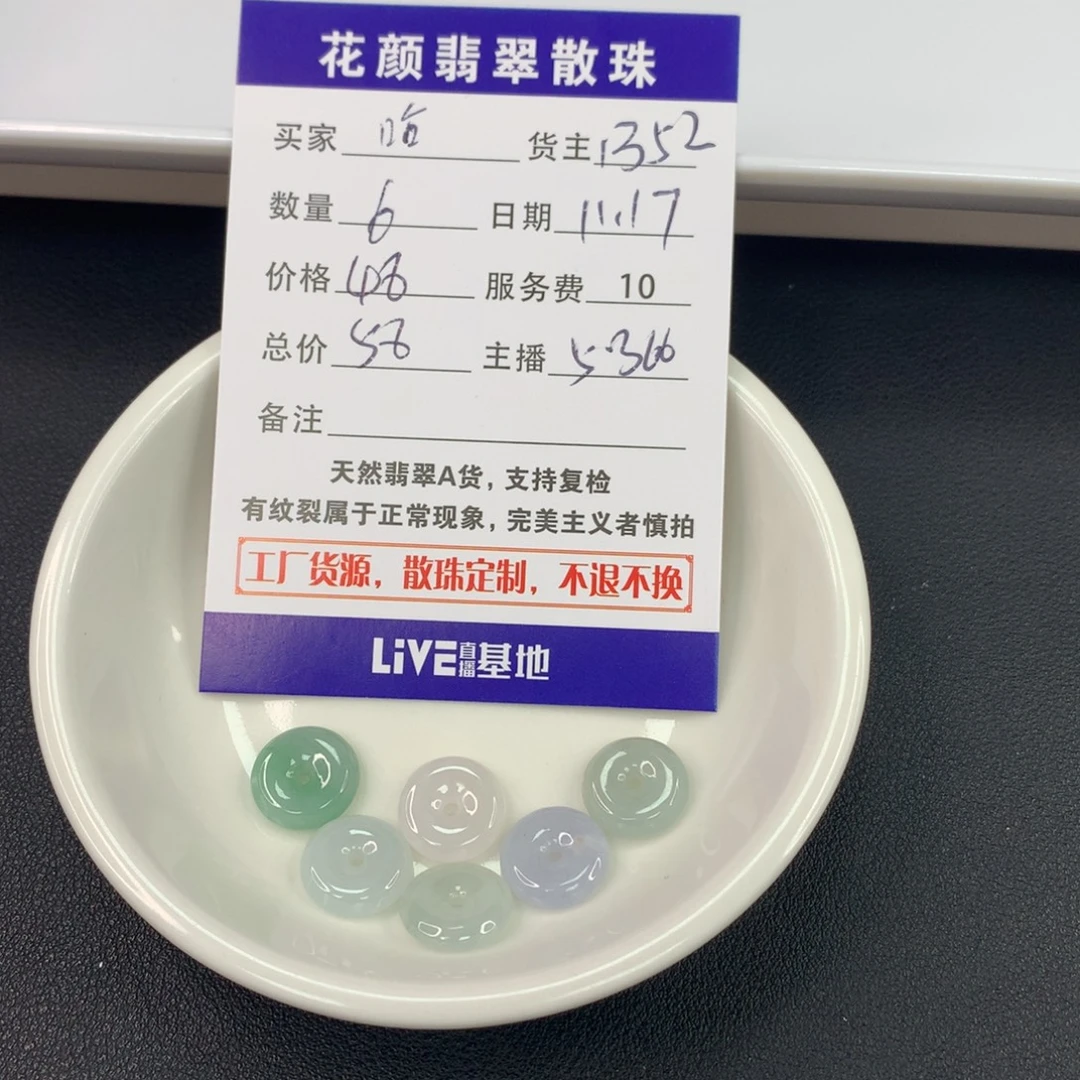 花颜翡翠散珠
买家 哈 货主 1352
数量 6 日期 11.17
价格 48 服务费 10
总价 58 主播
备注
天然翡翠A货，支持复检
有纹裂属于正常现象，完美主义者慎拍
工厂货源，散珠定制，不退不换
LiVE直播基地